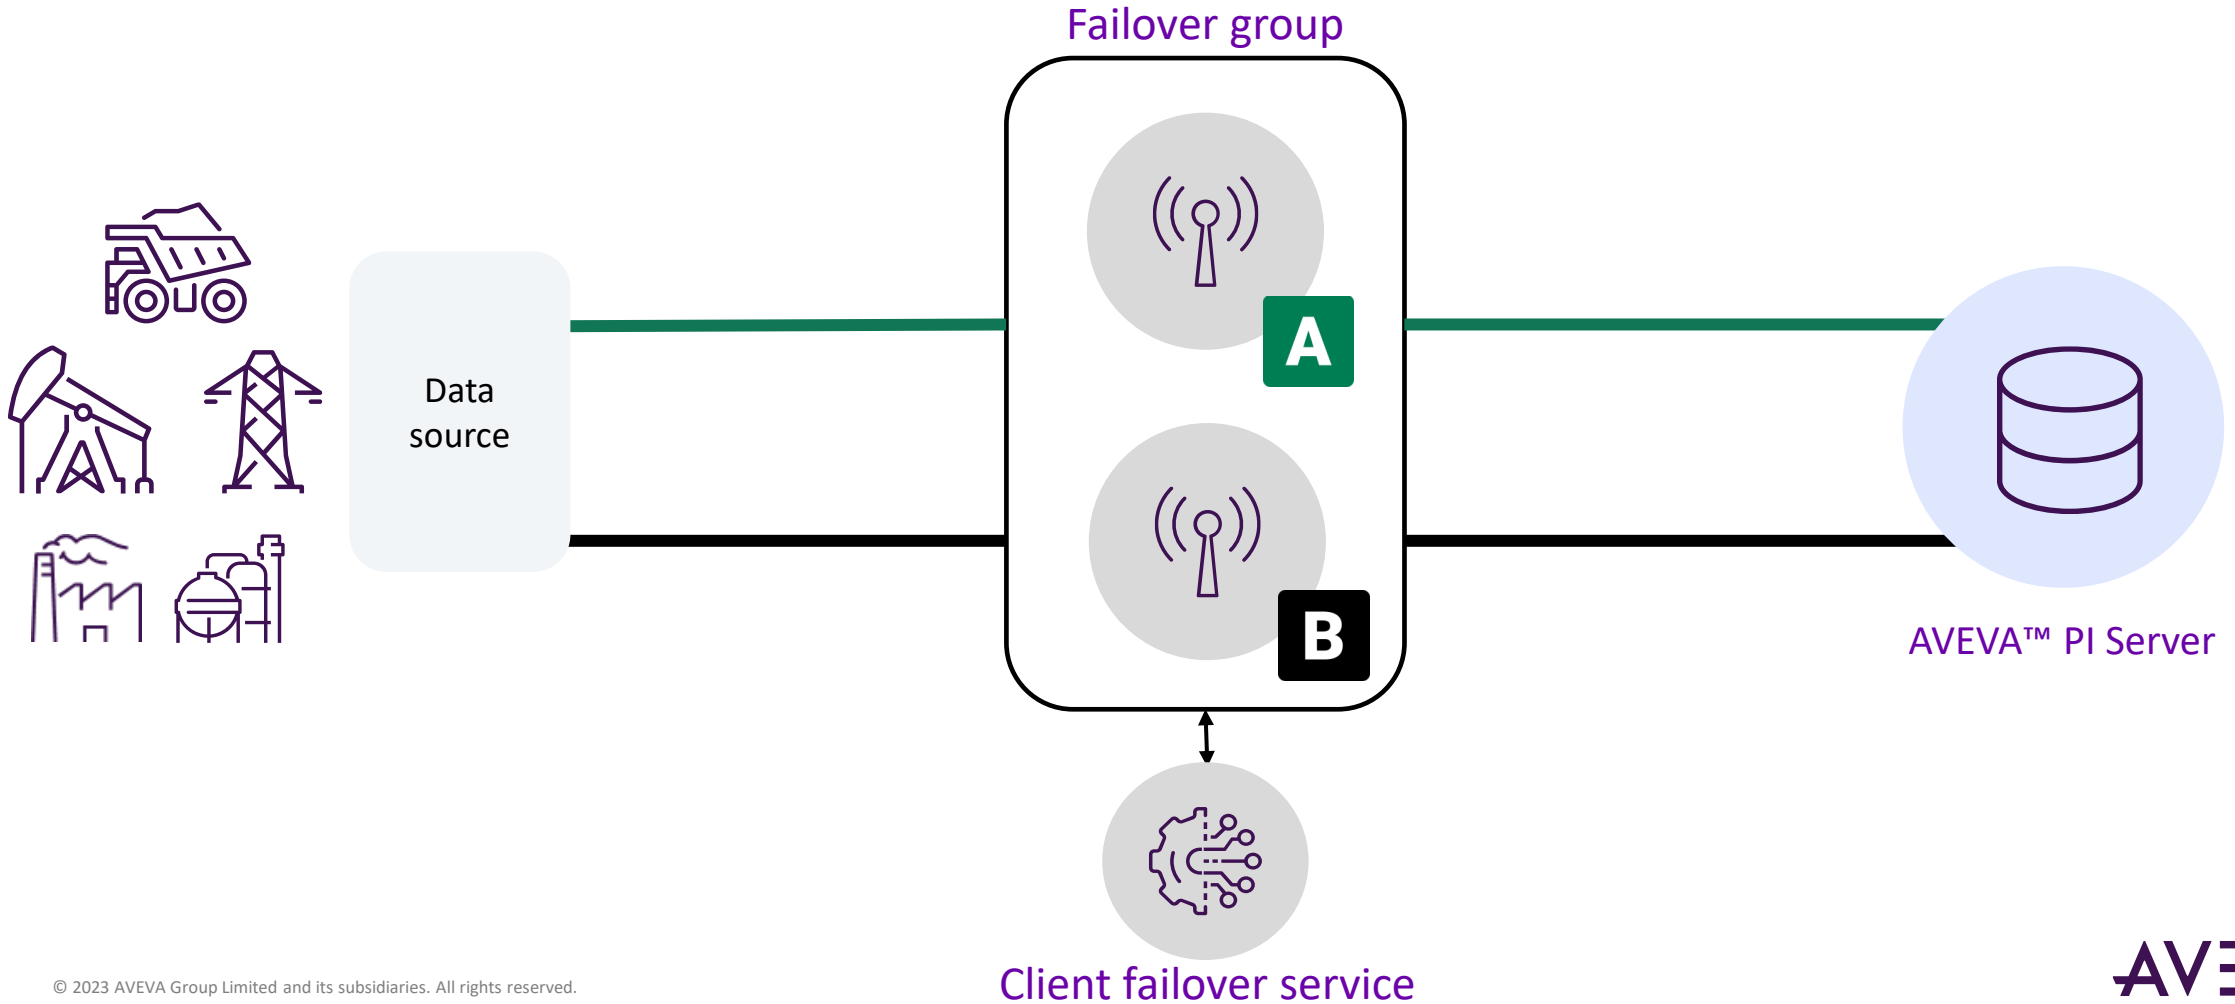 Failover group
A
Data
source
B
AVEVA™ PI Server
Client failover service
© 2023 AVEVA Group Limited and its subsidiaries. All rights reserved.
AVE